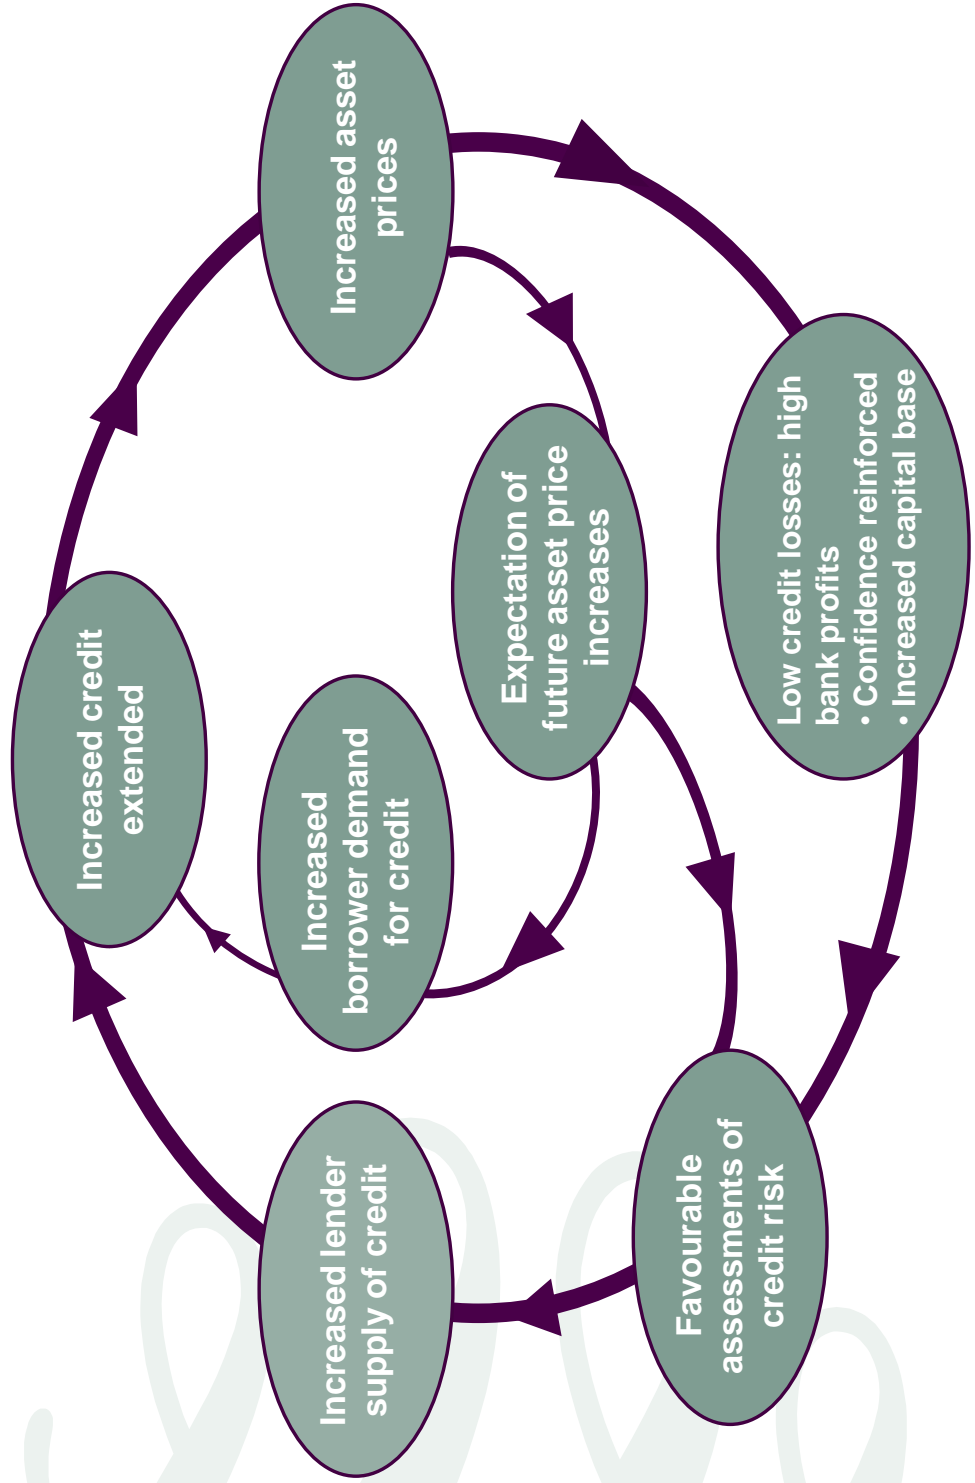 Increased credit
extended
Increased asset
prices
Increased
borrower demand
for credit
Expectation of
future asset price
increases
Increased lender
supply of credit
Favourable
assessments of
credit risk
Low credit losses: high
bank profits
• Confidence reinforced
• Increased capital base